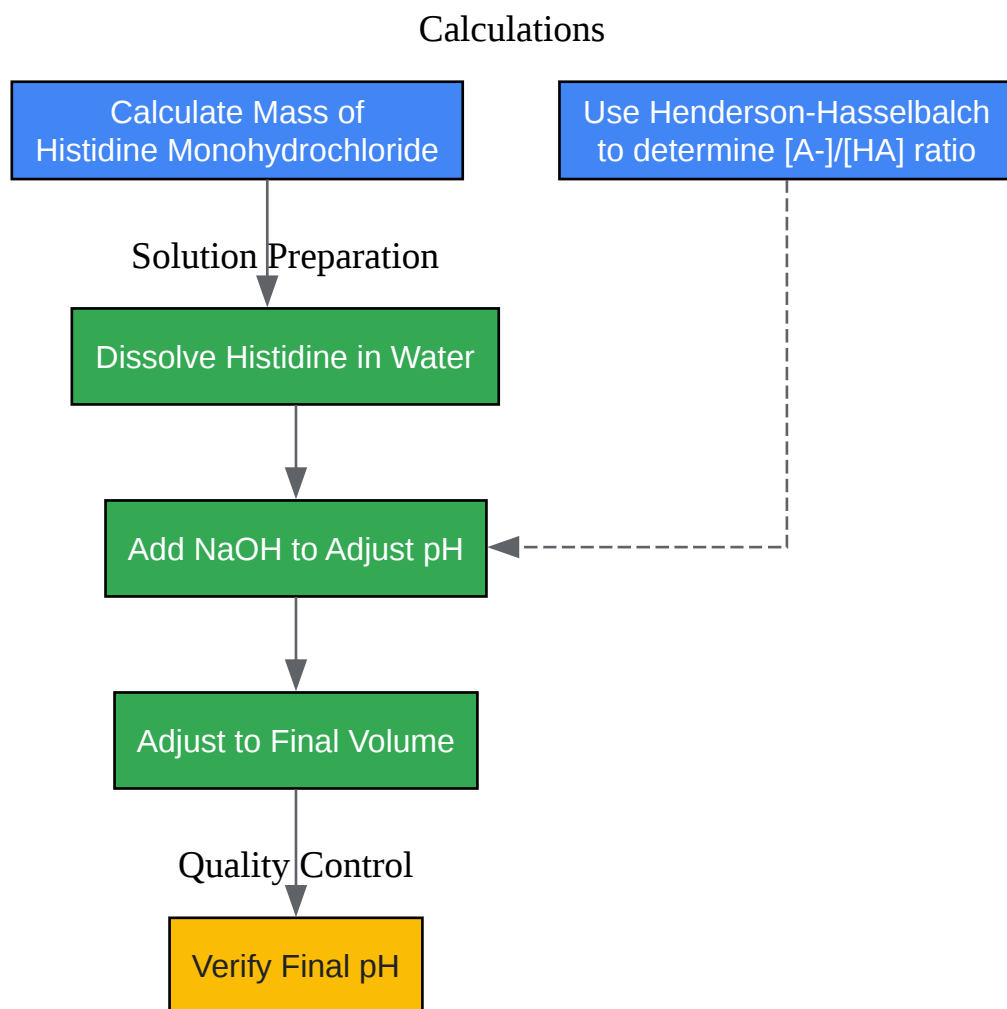 Calculations
Calculate Mass of
Histidine Monohydrochloride
Use Henderson-Hasselbalch
to determine [A-]/[HA] ratio
Solution Preparation
Dissolve Histidine in Water
Add NaOH to Adjust pH
Adjust to Final Volume
Quality Control
Verify Final pH